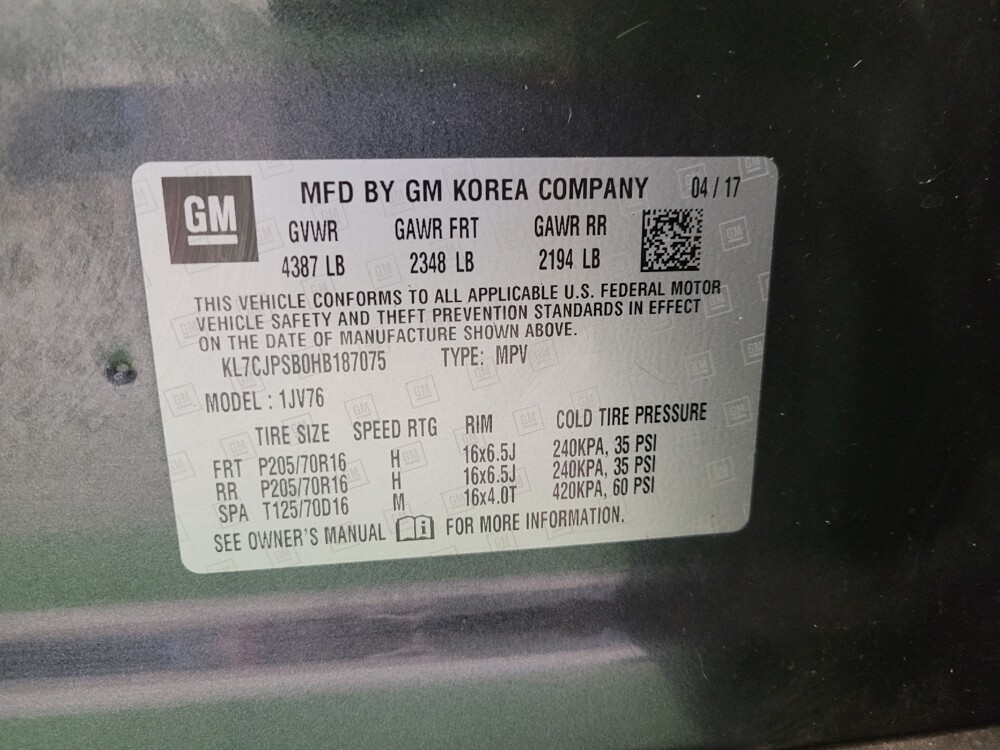 GM MFD BY GM KOREA COMPANY 04 / 17
GVWR GAWR FRT GAWR RR
4387 LB 2348 LB 2194 LB
THIS VEHICLE CONFORMS TO ALL APPLICABLE U.S. FEDERAL MOTOR
VEHICLE SAFETY AND THEFT PREVENTION STANDARDS IN EFFECT
ON THE DATE OF MANUFACTURE SHOWN ABOVE.
KL7CJPSB0HB187075 TYPE: MPV
MODEL : 1JV76
TIRE SIZE SPEED RTG RIM COLD TIRE PRESSURE
FRT P205/70R16 H 16x6.5J 240KPA, 35 PSI
RR P205/70R16 H 16x6.5J 240KPA, 35 PSI
SPA T125/70D16 M 16x4.0T 420KPA, 60 PSI
SEE OWNER'S MANUAL FOR MORE INFORMATION.